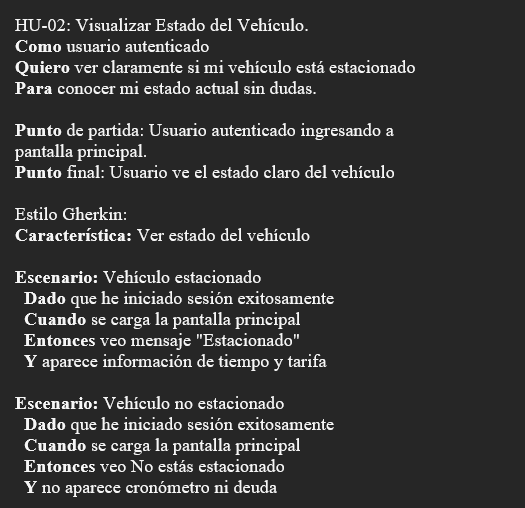 HU-02: Visualizar Estado del Vehículo.
Como usuario autenticado
Quiero ver claramente si mi vehículo está estacionado
Para conocer mi estado actual sin dudas.
Punto de partida: Usuario autenticado ingresando a
pantalla principal.
Punto final: Usuario ve el estado claro del vehículo
Estilo Gherkin:
Característica: Ver estado del vehículo
Escenario: Vehículo estacionado
Dado que he iniciado sesión exitosamente
Cuando se carga la pantalla principal
Entonces veo mensaje "Estacionado"
Y aparece información de tiempo y tarifa
Escenario: Vehículo no estacionado
Dado que he iniciado sesión exitosamente
Cuando se carga la pantalla principal
Entonces veo No estás estacionado
Y no aparece cronómetro ni deuda